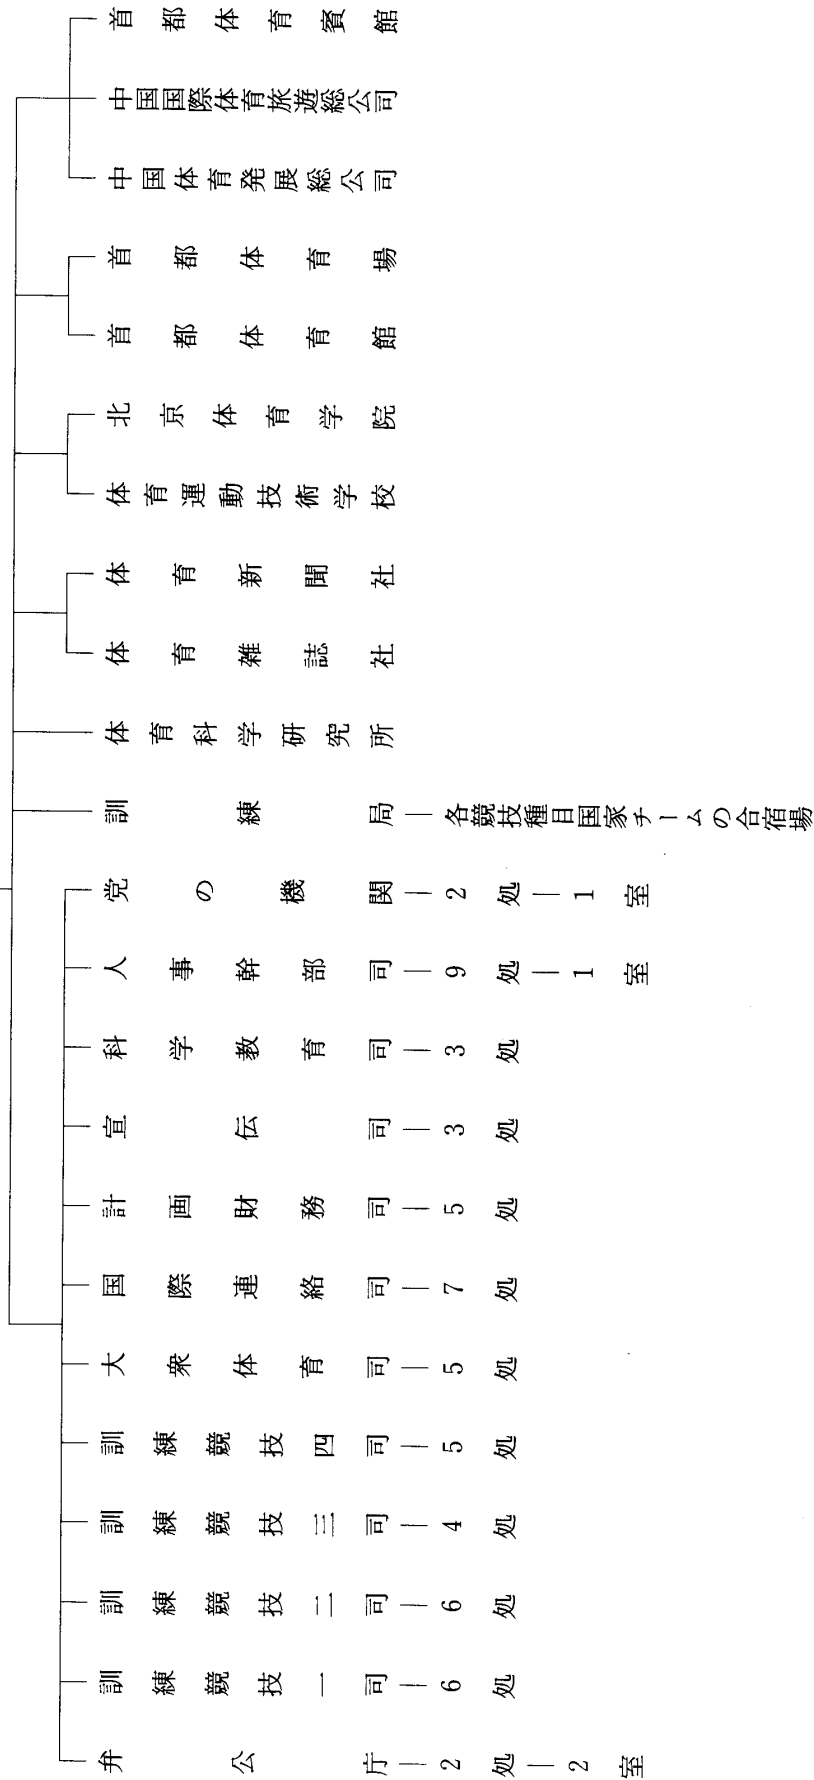 弁公庁—2処—2室
訓練競技一司—6処
訓練競技二司—6処
訓練競技三司—4処
訓練競技四司—5処
大衆体育司—5処
国際連絡司—7処
計画財務司—5処
宣伝司—3処
科学教育司—3処
人事幹部司—9処—1室
党の機関—2処—1室
訓練局—各競技種日国家チームの合宿場
体育科学研究所
体育雑誌社
体育新聞社
体育運動技術学校
北京体育学院
首都体育館
首都体育場
中国体育発展総公司
中国国際体育旅遊総公司
首都体育賓館